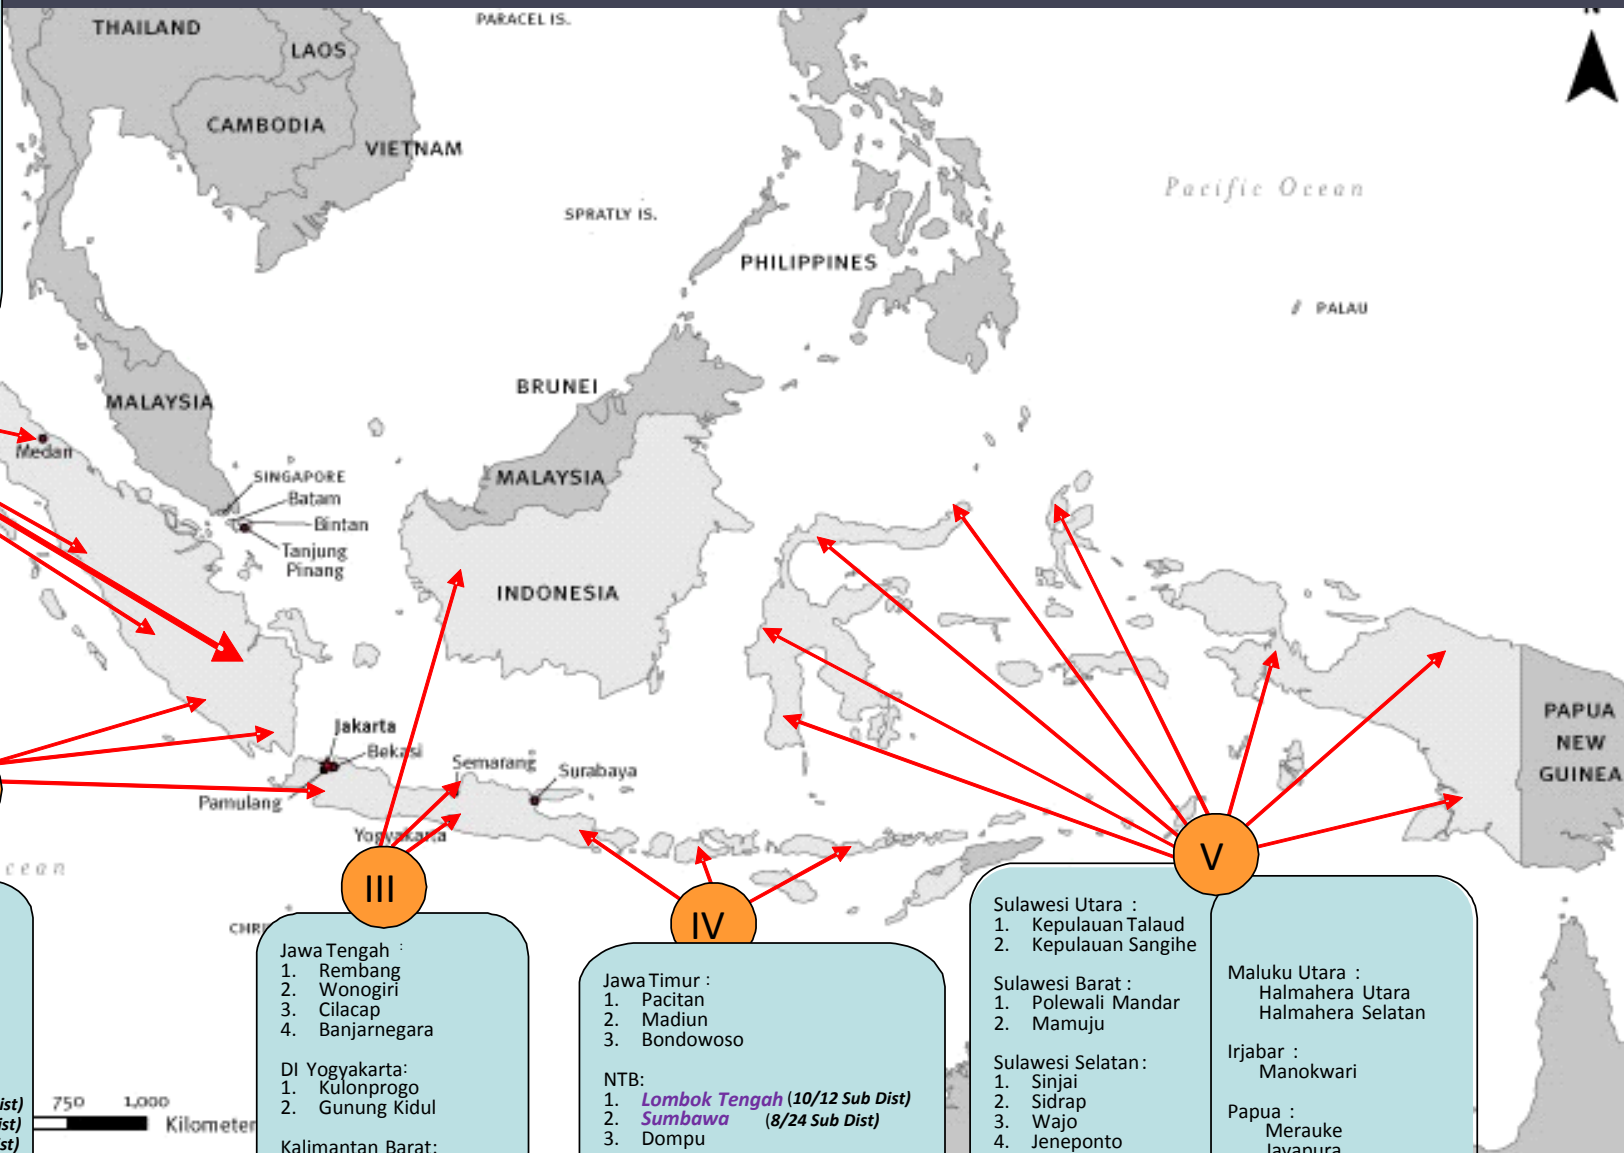 THAILAND
LAOS
PARACEL IS.
CAMBODIA
VIETNAM
SPRATLY IS.
Pacific Ocean
PHILIPPINES
PALAU
BRUNEI
MALAYSIA
Medan
MALAYSIA
SINGAPORE
Batam
Bintan
Tanjung
Pinang
INDONESIA
Jakarta
Bekasi
Semarang
Surabaya
Pamulang
Yogyakarta
PAPUA
NEW
GUINEA
cean
CHRI
750 1,000
Kilometer
ist)
ist)
st)
III
Jawa Tengah :
1. Rembang
2. Wonogiri
3. Cilacap
4. Banjarnegara
DI Yogyakarta:
1. Kulonprogo
2. Gunung Kidul
Kalimantan Barat:
IV
Jawa Timur :
1. Pacitan
2. Madiun
3. Bondowoso
NTB:
1. Lombok Tengah (10/12 Sub Dist)
2. Sumbawa (8/24 Sub Dist)
3. Dompu
V
Sulawesi Utara :
1. Kepulauan Talaud
2. Kepulauan Sangihe
Sulawesi Barat :
1. Polewali Mandar
2. Mamuju
Sulawesi Selatan:
1. Sinjai
2. Sidrap
3. Wajo
4. Jeneponto
Maluku Utara :
Halmahera Utara
Halmahera Selatan
Irjabar :
Manokwari
Papua :
Merauke
Jayapura